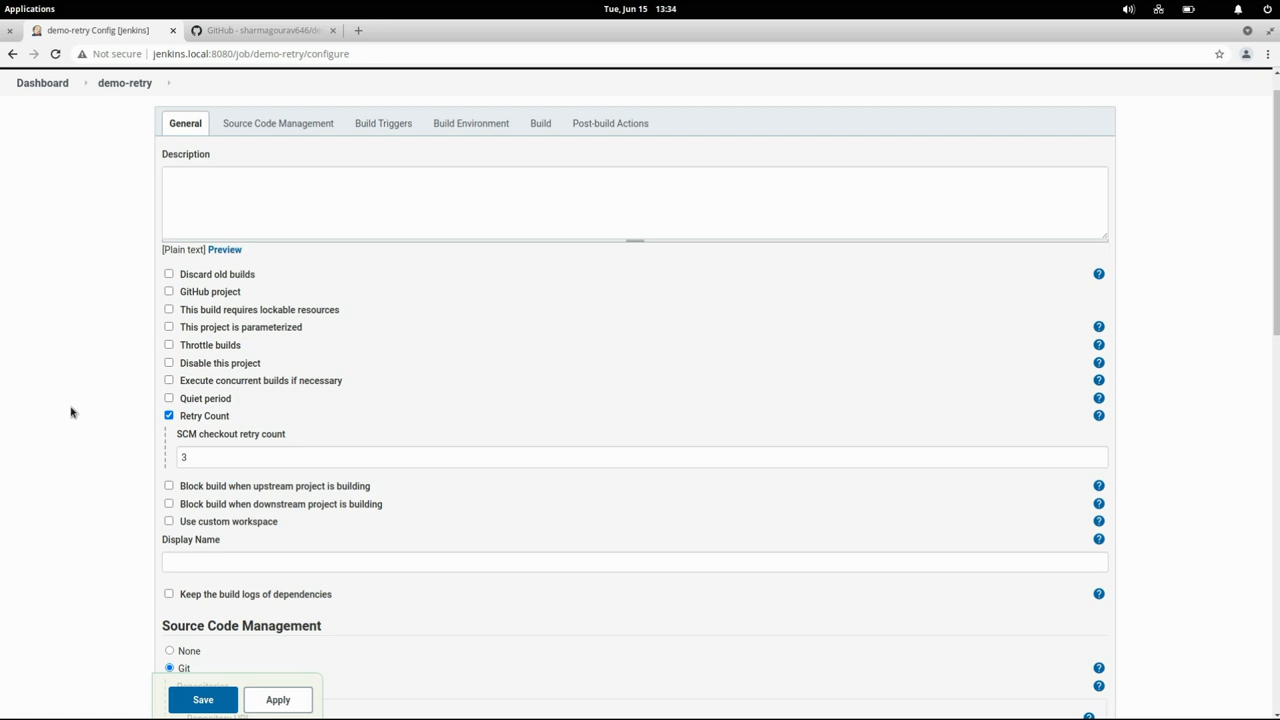 Applications
Tue, Jun 15 13:34
demo-retry Config [Jenkins]
GitHub - sharmagourav646/de
Not secure
jenkins.local:8080/job/demo-retry/configure
Dashboard
demo-retry
General
Source Code Management
Build Triggers
Build Environment
Build
Post-build Actions
Description
[Plain text] Preview
Discard old builds
GitHub project
This build requires lockable resources
This project is parameterized
Throttle builds
Disable this project
Execute concurrent builds if necessary
Quiet period
Retry Count
SCM checkout retry count
3
Block build when upstream project is building
Block build when downstream project is building
Use custom workspace
Display Name
Keep the build logs of dependencies
Source Code Management
None
Git
Repositories
Save
Apply
Repository URL